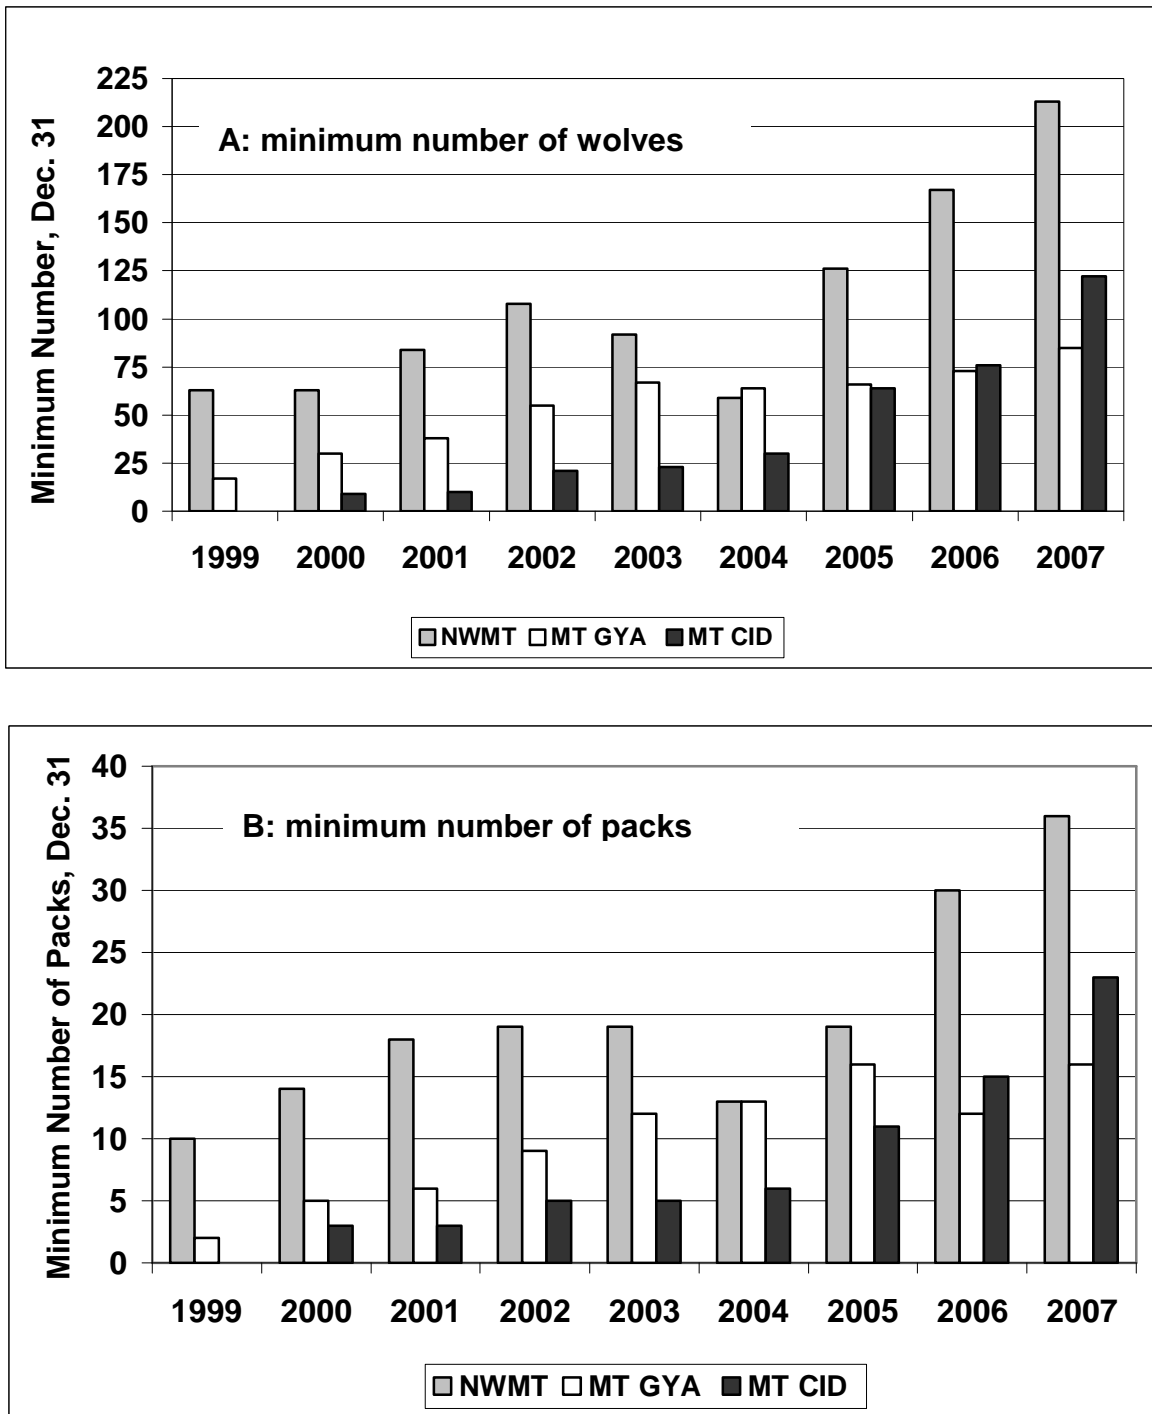 A: minimum number of wolves
Minimum Number, Dec. 31
225
200
175
150
125
100
75
50
25
0
1999 2000 2001 2002 2003 2004 2005 2006 2007
NWMT MT GYA MT CID
B: minimum number of packs
Minimum Number of Packs, Dec. 31
40
35
30
25
20
15
10
5
0
1999 2000 2001 2002 2003 2004 2005 2006 2007
NWMT MT GYA MT CID